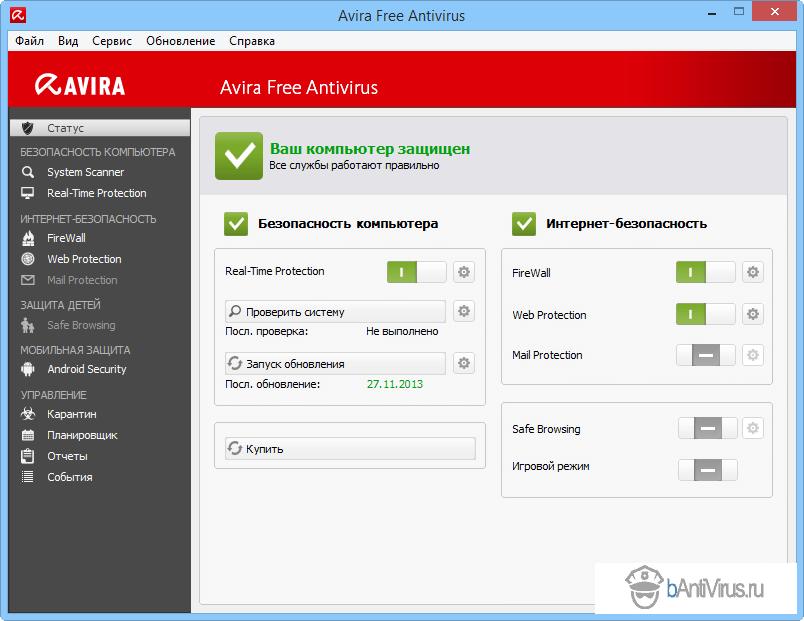 Avira Free Antivirus
Файл Вид Сервис Обновление Справка
AVIRA
Avira Free Antivirus
Статус
БЕЗОПАСНОСТЬ КОМПЬЮТЕРА
System Scanner
Real-Time Protection
ИНТЕРНЕТ-БЕЗОПАСНОСТЬ
FireWall
Web Protection
Mail Protection
ЗАЩИТА ДЕТЕЙ
Safe Browsing
МОБИЛЬНАЯ ЗАЩИТА
Android Security
УПРАВЛЕНИЕ
Карантин
Планировщик
Отчеты
События
Ваш компьютер защищен
Все службы работают правильно
Безопасность компьютера
Real-Time Protection
Проверить систему
Посл. проверка: Не выполнено
Запуск обновления
Посл. обновление: 27.11.2013
Купить
Интернет-безопасность
FireWall
Web Protection
Mail Protection
Safe Browsing
Игровой режим
bAntiVirus.ru